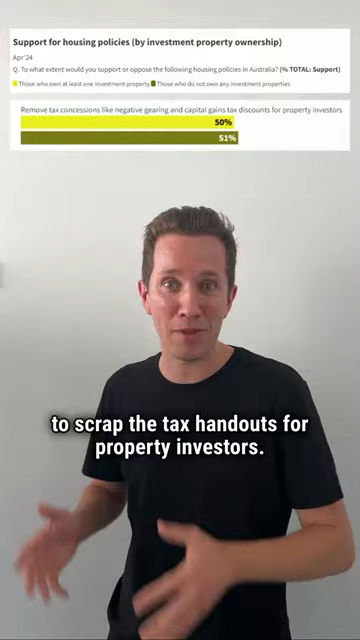 Support for housing policies (by investment property ownership)
Apr'24
Q. To what extent would you support or oppose the following housing policies in Australia? (% TOTAL: Support)
Those who own at least one investment property Those who do not own any investment properties
Remove tax concessions like negative gearing and capital gains tax discounts for property investors
50%
51%
to scrap the tax handouts for
property investors.